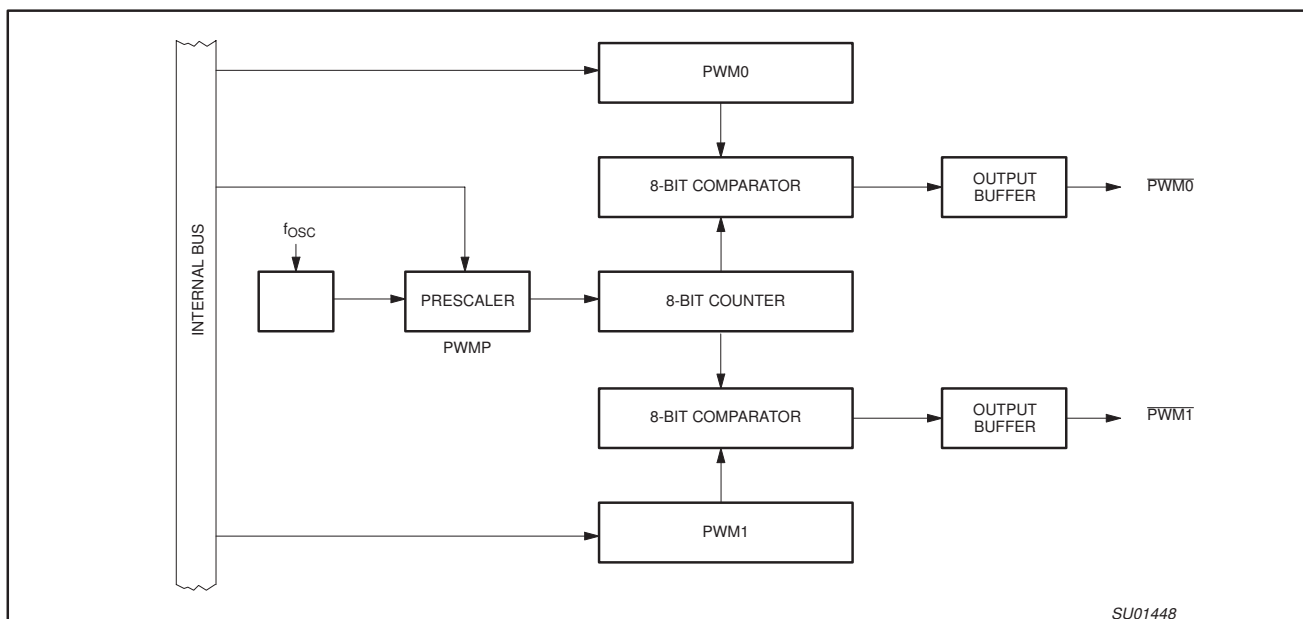 PWM0
8-BIT COMPARATOR
OUTPUT
BUFFER
PWM0
INTERNAL BUS
fOSC
PRESCALER
PWMP
8-BIT COUNTER
8-BIT COMPARATOR
OUTPUT
BUFFER
PWM1
PWM1
SU01448